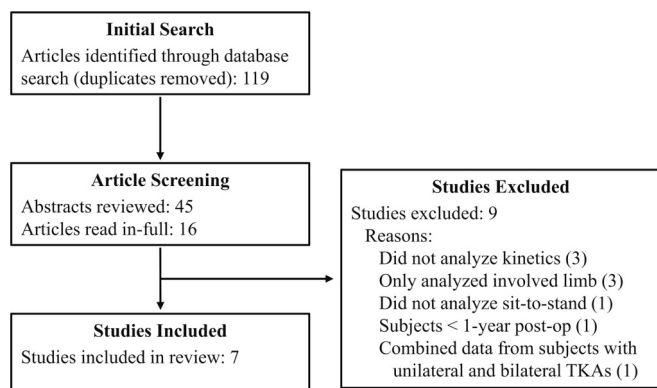 Initial Search
Articles identified through database
search (duplicates removed): 119
Article Screening
Abstracts reviewed: 45
Articles read in-full: 16
Studies Excluded
Studies excluded: 9
Reasons:
Did not analyze kinetics (3)
Only analyzed involved limb (3)
Did not analyze sit-to-stand (1)
Subjects < 1-year post-op (1)
Combined data from subjects with
unilateral and bilateral TKAs (1)
Studies Included
Studies included in review: 7